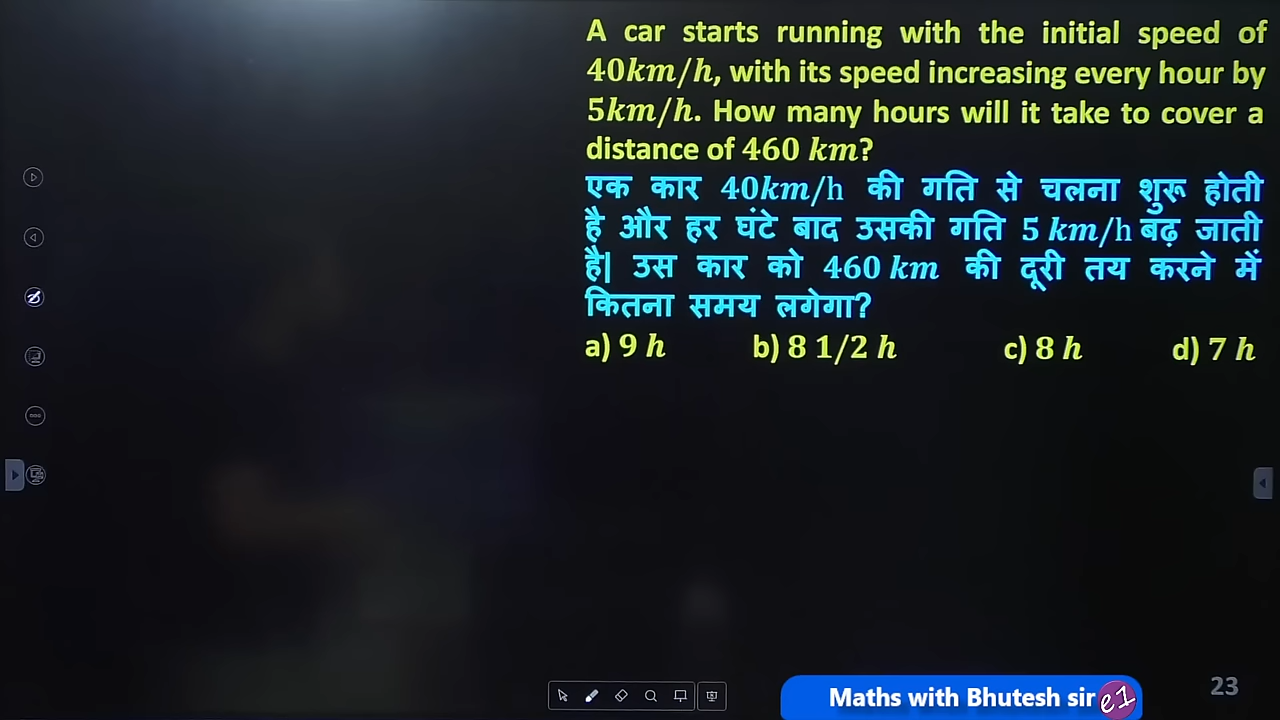 A car starts running with the initial speed of
40km/h, with its speed increasing every hour by
5km/h. How many hours will it take to cover a
distance of 460 km?
एक कार 40km/h की गति से चलना शुरू होती
है और हर घंटे बाद उसकी गति 5 km/h बढ़ जाती
है| उस कार को 460 km की दूरी तय करने में
कितना समय लगेगा?
a) 9 h b) 8 1/2 h c) 8 h d) 7 h
Maths with Bhutesh sir e1
23